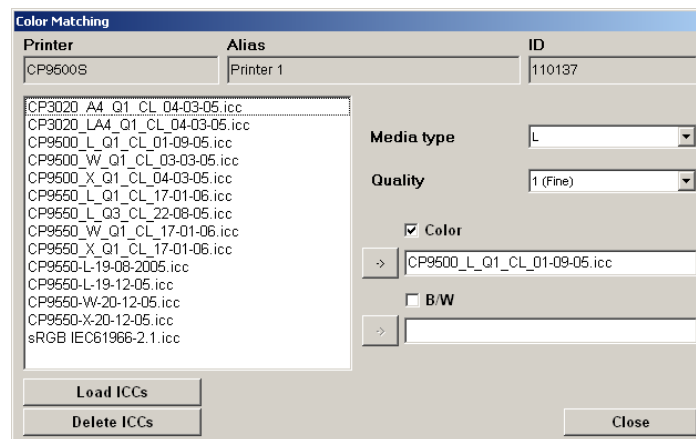 Color Matching
Printer Alias ID
CP9500S Printer 1 110137
CP3020_A4_Q1_CL_04-03-05.icc
CP3020_LA4_Q1_CL_04-03-05.icc
CP9500_L_Q1_CL_01-09-05.icc
CP9500_W_Q1_CL_03-03-05.icc
CP9500_X_Q1_CL_04-03-05.icc
CP9550_L_Q1_CL_17-01-06.icc
CP9550_L_Q3_CL_22-08-05.icc
CP9550_W_Q1_CL_17-01-06.icc
CP9550_X_Q1_CL_17-01-06.icc
CP9550-L-19-08-2005.icc
CP9550-L-19-12-05.icc
CP9550-W-20-12-05.icc
CP9550-X-20-12-05.icc
sRGB IEC61966-2.1.icc
Media type L
Quality 1 (Fine)
Color
-> CP9500_L_Q1_CL_01-09-05.icc
B/W
->
Load ICCs
Delete ICCs
Close